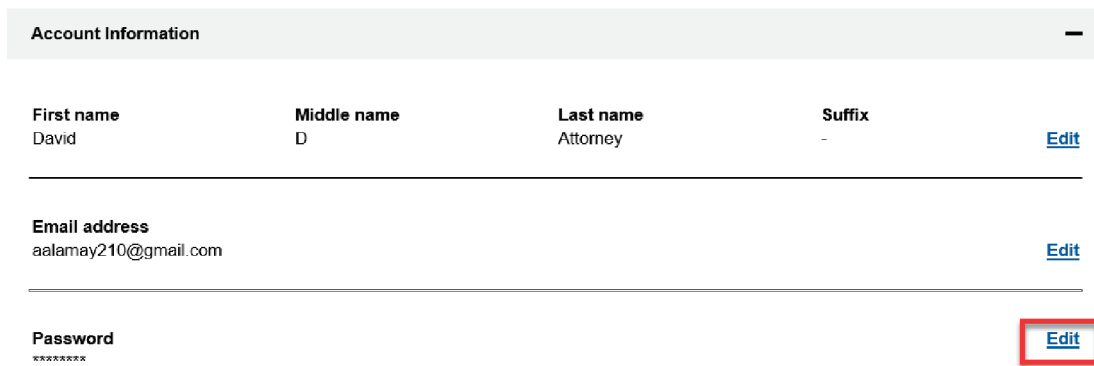 Account Information
First name Middle name Last name Suffix
David D Attorney - Edit
Email address
aalamay210@gmail.com Edit
Password Edit
********